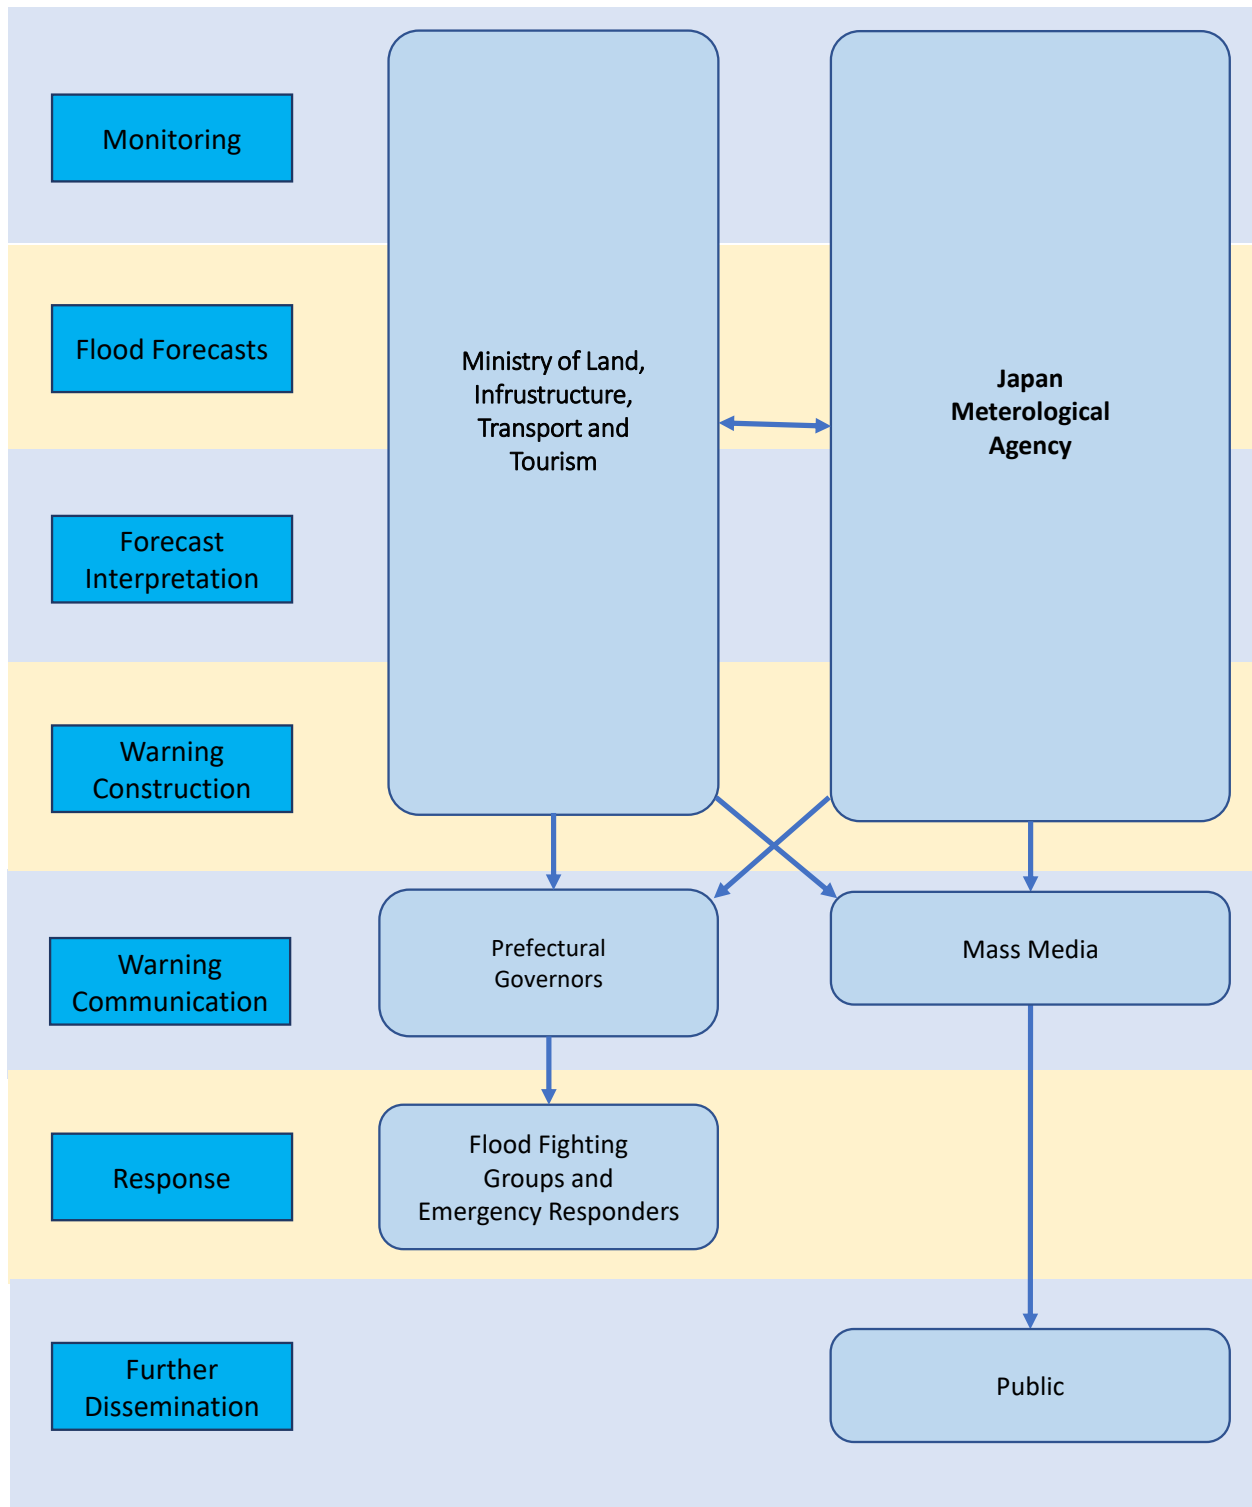 Monitoring
Flood Forecasts
Ministry of Land,
Infrustructure,
Transport and
Tourism
Japan
Meterological
Agency
Forecast
Interpretation
Warning
Construction
Warning
Communication
Prefectural
Governors
Mass Media
Response
Flood Fighting
Groups and
Emergency Responders
Further
Dissemination
Public